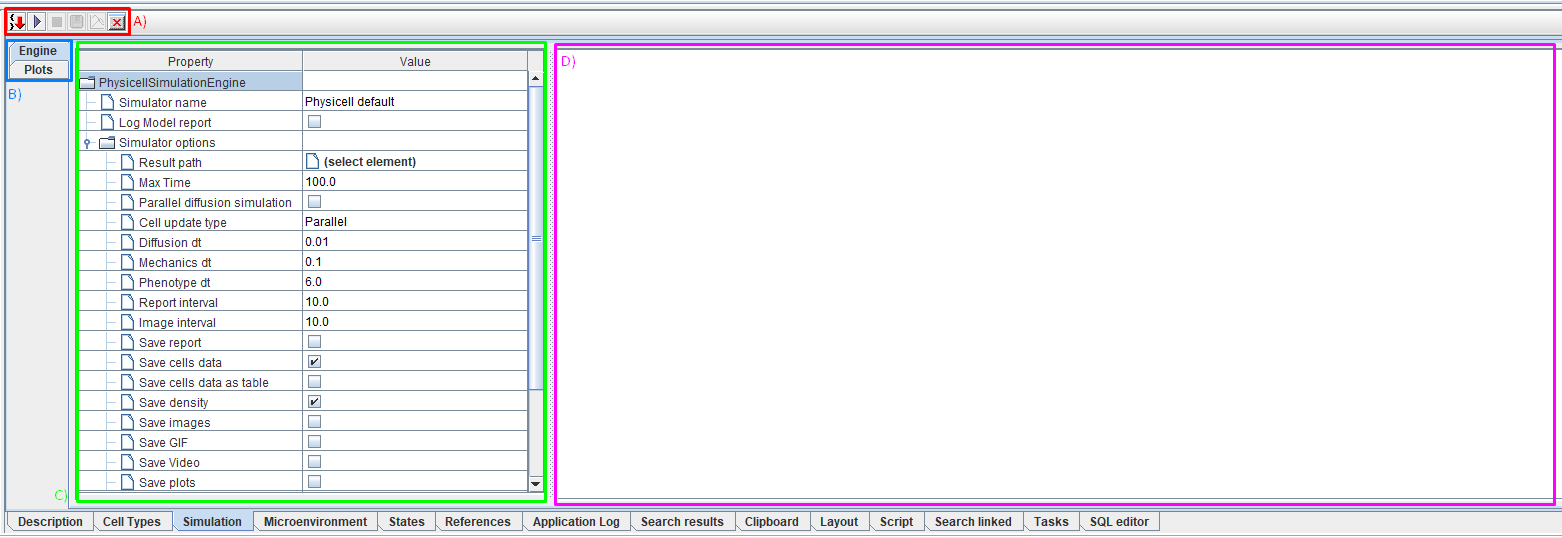 A)
Engine
Plots
B)
C)
D)
Property Value
PhysicellSimulationEngine
Simulator name Physicell default
Log Model report
Simulator options
Result path (select element)
Max Time 100.0
Parallel diffusion simulation
Cell update type Parallel
Diffusion dt 0.01
Mechanics dt 0.1
Phenotype dt 6.0
Report interval 10.0
Image interval 10.0
Save report
Save cells data
Save cells data as table
Save density
Save images
Save GIF
Save Video
Save plots
Description Cell Types Simulation Microenvironment States References Application Log Search results Clipboard Layout Script Search linked Tasks SQL editor